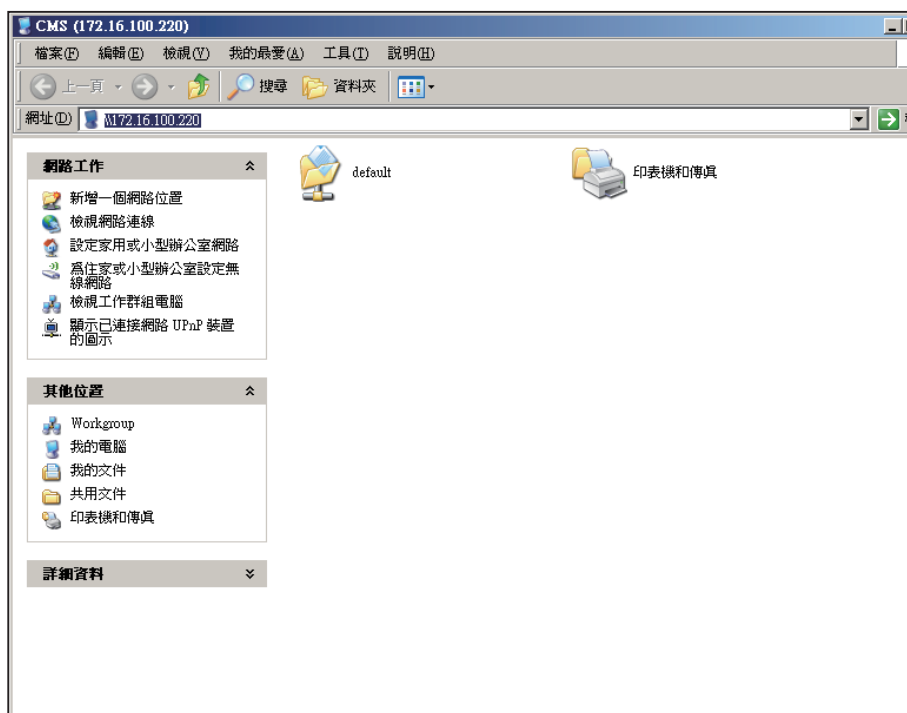 CMS (172.16.100.220)
檔案(F) 編輯(E) 檢視(V) 我的最愛(A) 工具(T) 說明(H)
上一頁 搜尋 資料夾
網址(D) \\172.16.100.220
網路工作
新增一個網路位置
檢視網路連線
設定家用或小型辦公室網路
為住家或小型辦公室設定無
線網路
檢視工作群組電腦
顯示已連接網路 UPnP 裝置
的圖示
其他位置
Workgroup
我的電腦
我的文件
共用文件
印表機和傳真
詳細資料
default
印表機和傳真